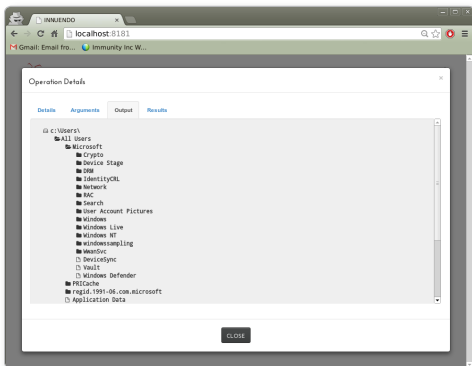 INNUENDO
localhost:8181
Gmail: Email fro...
Immunity Inc W...
Operation Details
Details Arguments Output Results
c:\Users\
All Users
Microsoft
Crypto
Device Stage
DRM
IdentityCRL
Network
RAC
Search
User Account Pictures
Windows
Windows Live
Windows NT
windowssampling
WwanSvc
DeviceSync
Vault
Windows Defender
PRICache
regid.1991-06.com.microsoft
Application Data
CLOSE